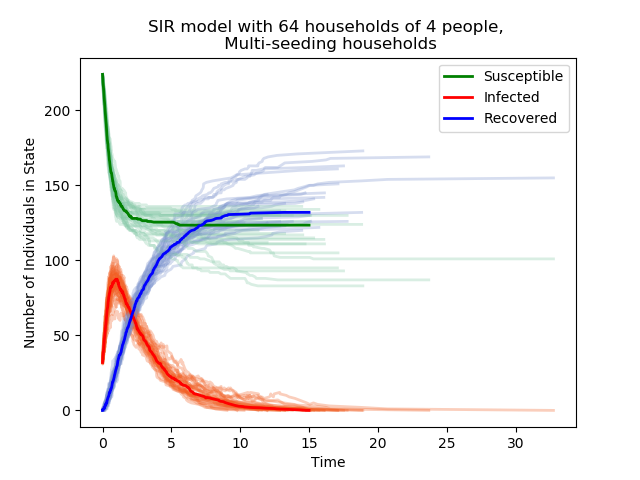 SIR model with 64 households of 4 people,
Multi-seeding households
Susceptible
Infected
Recovered
Number of Individuals in State
200
150
100
50
0
0 5 10 15 20 25 30
Time